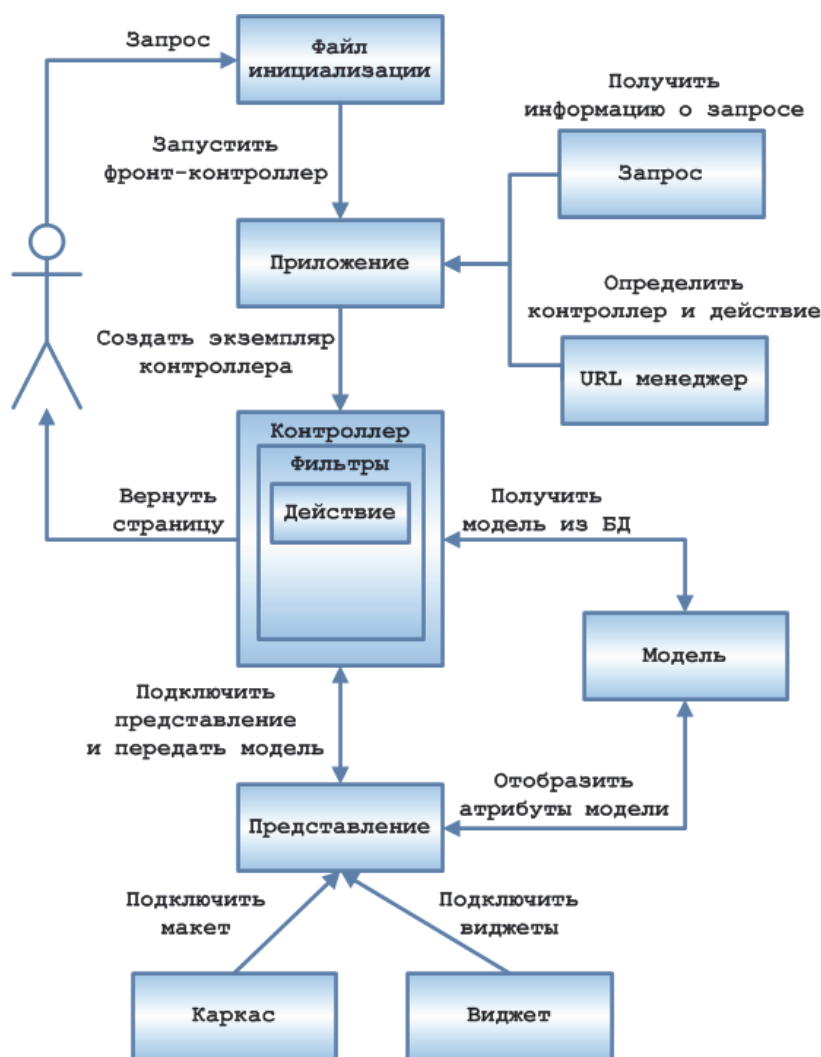 Запрос
Файл
инициализации
Получить
информацию о запросе
Запустить
фронт-контроллер
Запрос
Приложение
Определить
контроллер и действие
Создать экземпляр
контроллера
URL менеджер
Контроллер
Фильтры
Действие
Вернуть
страницу
Получить
модель из БД
Модель
Подключить
представление
и передать модель
Отобразить
атрибуты модели
Представление
Подключить
макет
Подключить
виджеты
Каркас
Виджет